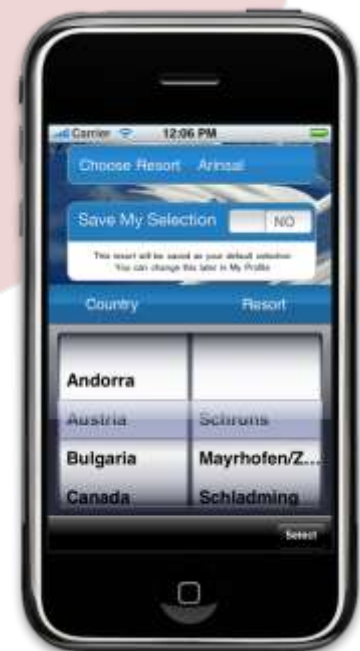 Carrier 12:06 PM
Choose Resort Arinsal
Save My Selection NO
This resort will be saved as your default selection
You can change this later in My Profile
Country Resort
Andorra
Austria Schruns
Bulgaria Mayrhofen/Z...
Canada Schladming
Select